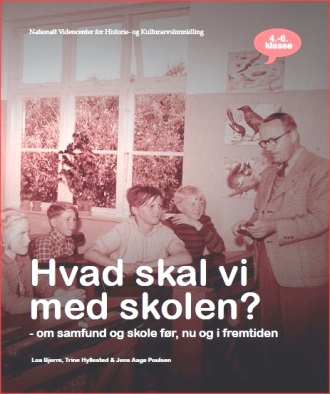 Nationalt Videncenter for Historie- og Kulturarvsformidling
4.-6.
klasse
Hvad skal vi
med skolen?
- om samfund og skole før, nu og i fremtiden
Loa Bjerre, Trine Hyllested & Jens Aage Poulsen